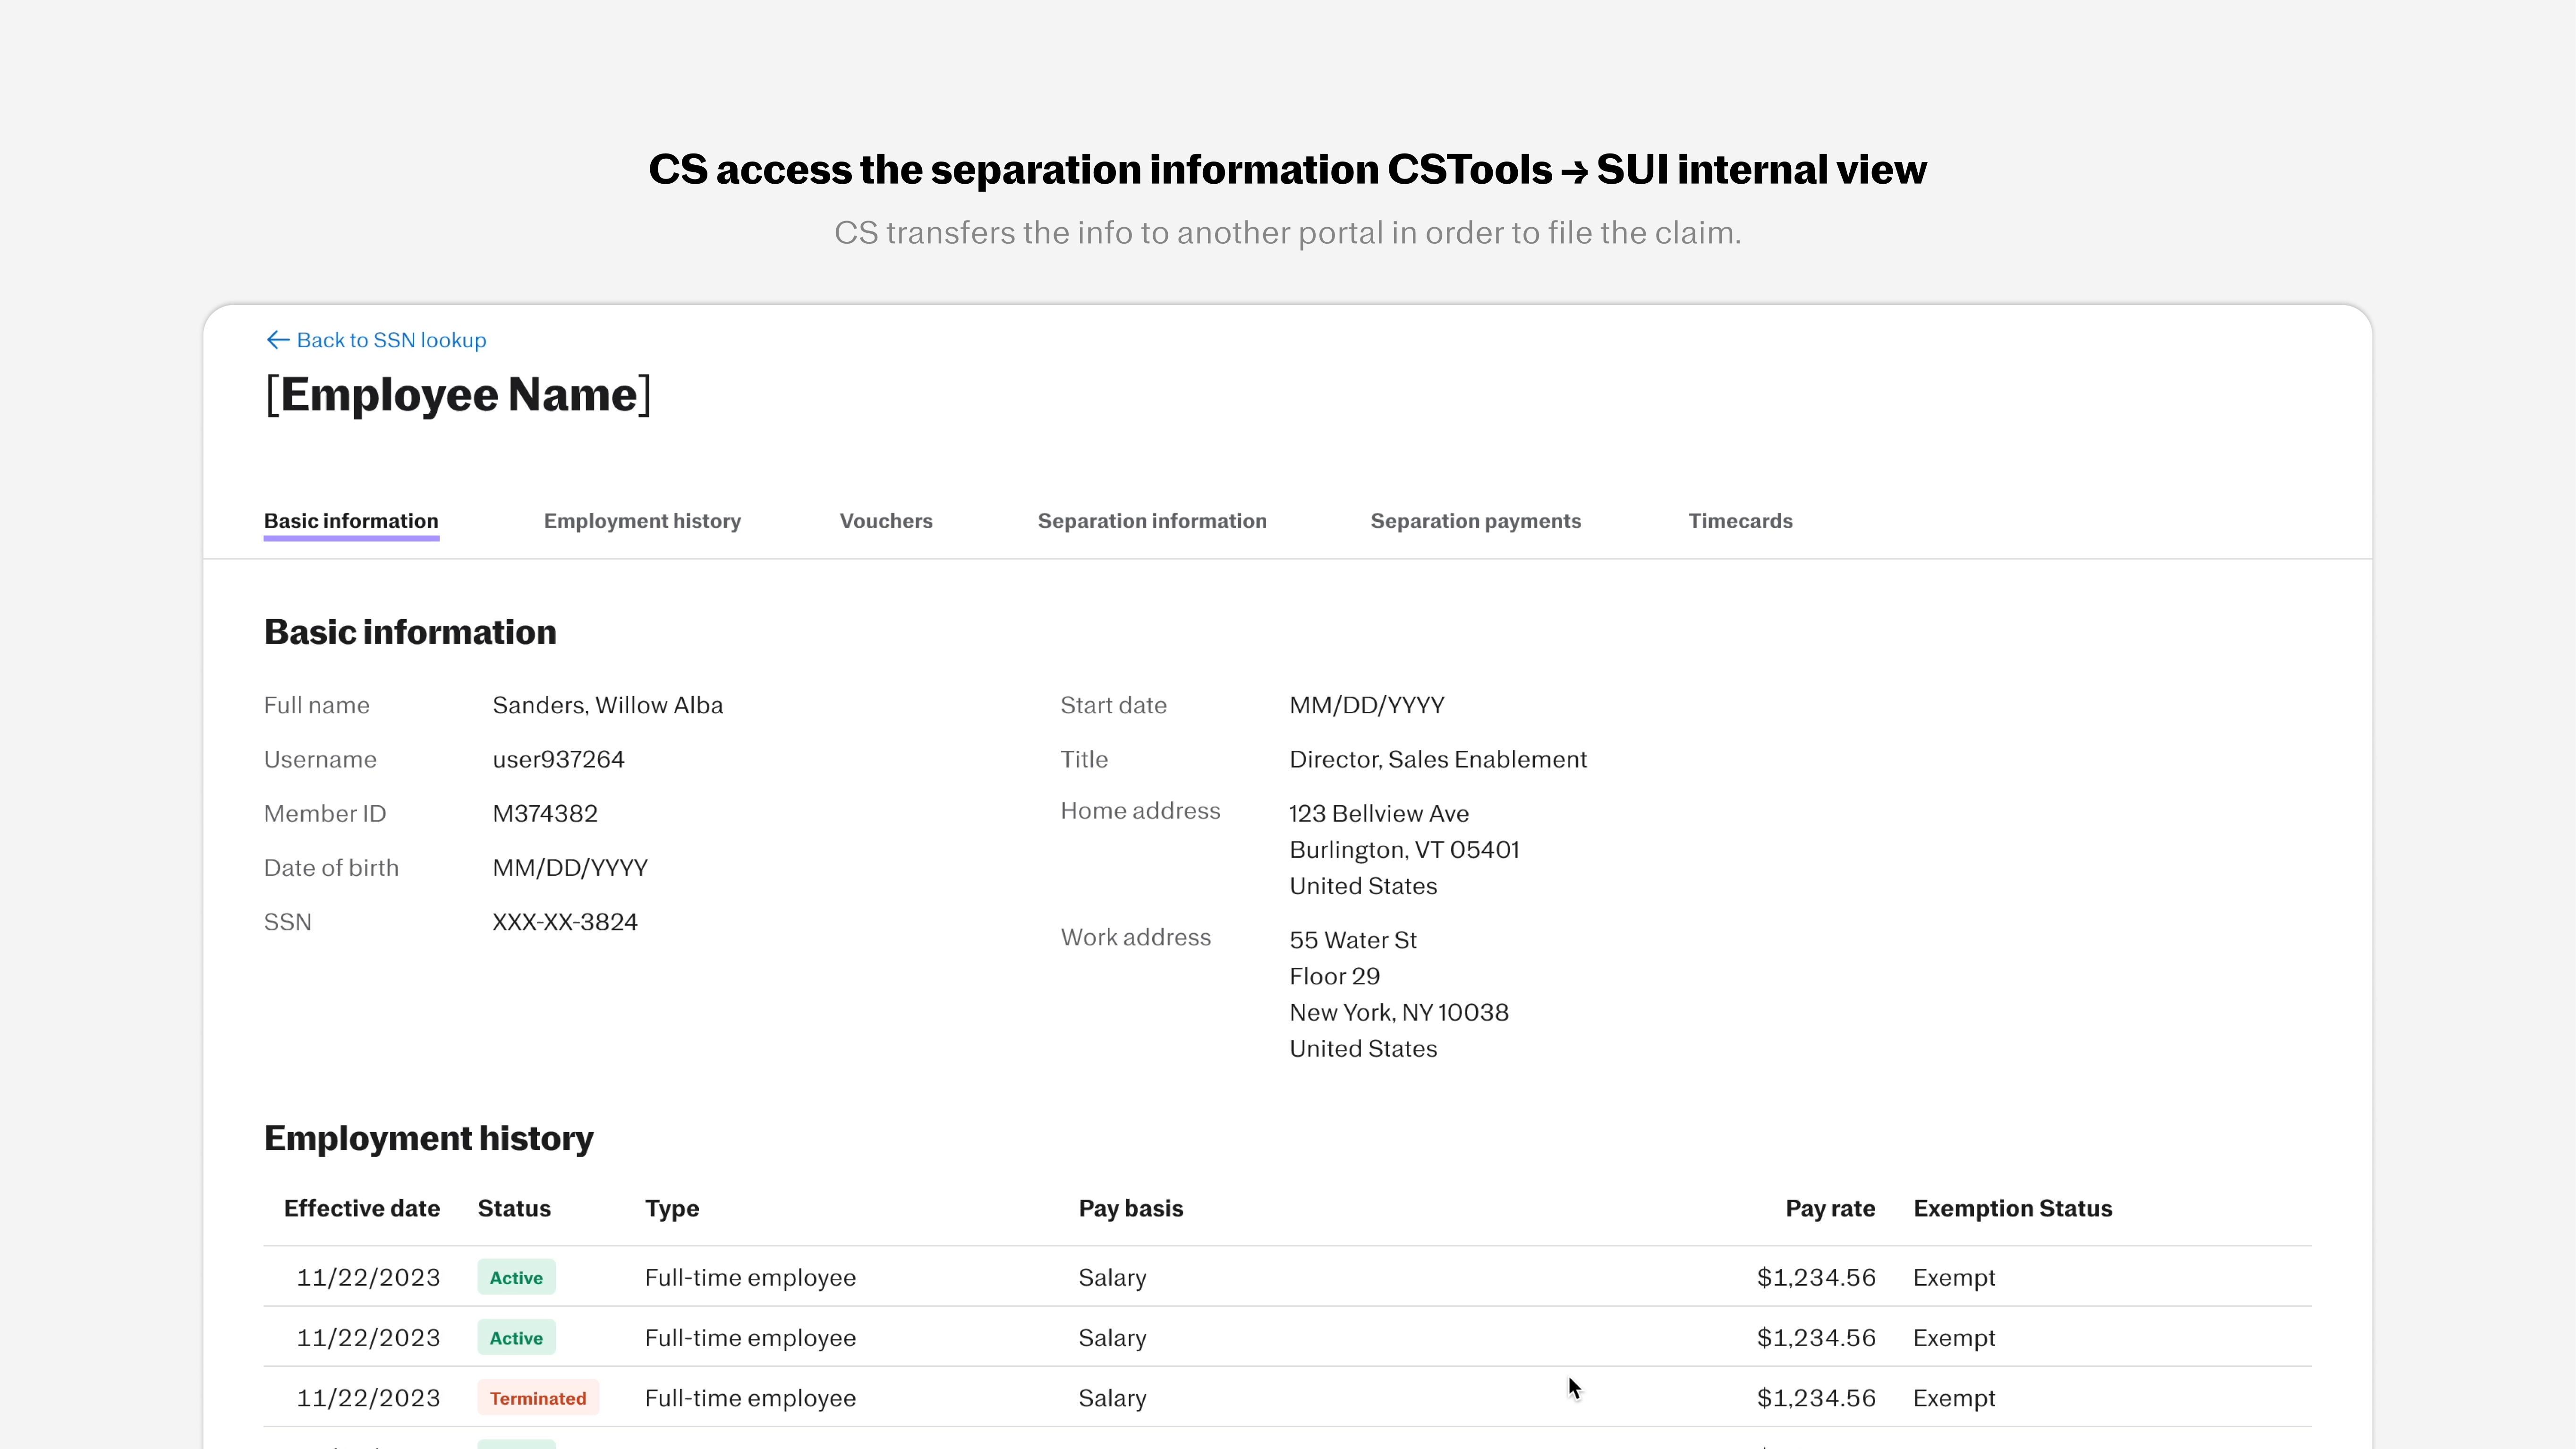 CS access the separation information CSTools → SUI internal view
CS transfers the info to another portal in order to file the claim.
← Back to SSN lookup
[Employee Name]
Basic information Employment history Vouchers Separation information Separation payments Timecards
Basic information
Full name Sanders, Willow Alba
Username user937264
Member ID M374382
Date of birth MM/DD/YYYY
SSN XXX-XX-3824
Start date MM/DD/YYYY
Title Director, Sales Enablement
Home address 123 Bellview Ave
Burlington, VT 05401
United States
Work address 55 Water St
Floor 29
New York, NY 10038
United States
Employment history
Effective date Status Type Pay basis Pay rate Exemption Status
11/22/2023 Active Full-time employee Salary $1,234.56 Exempt
11/22/2023 Active Full-time employee Salary $1,234.56 Exempt
11/22/2023 Terminated Full-time employee Salary $1,234.56 Exempt